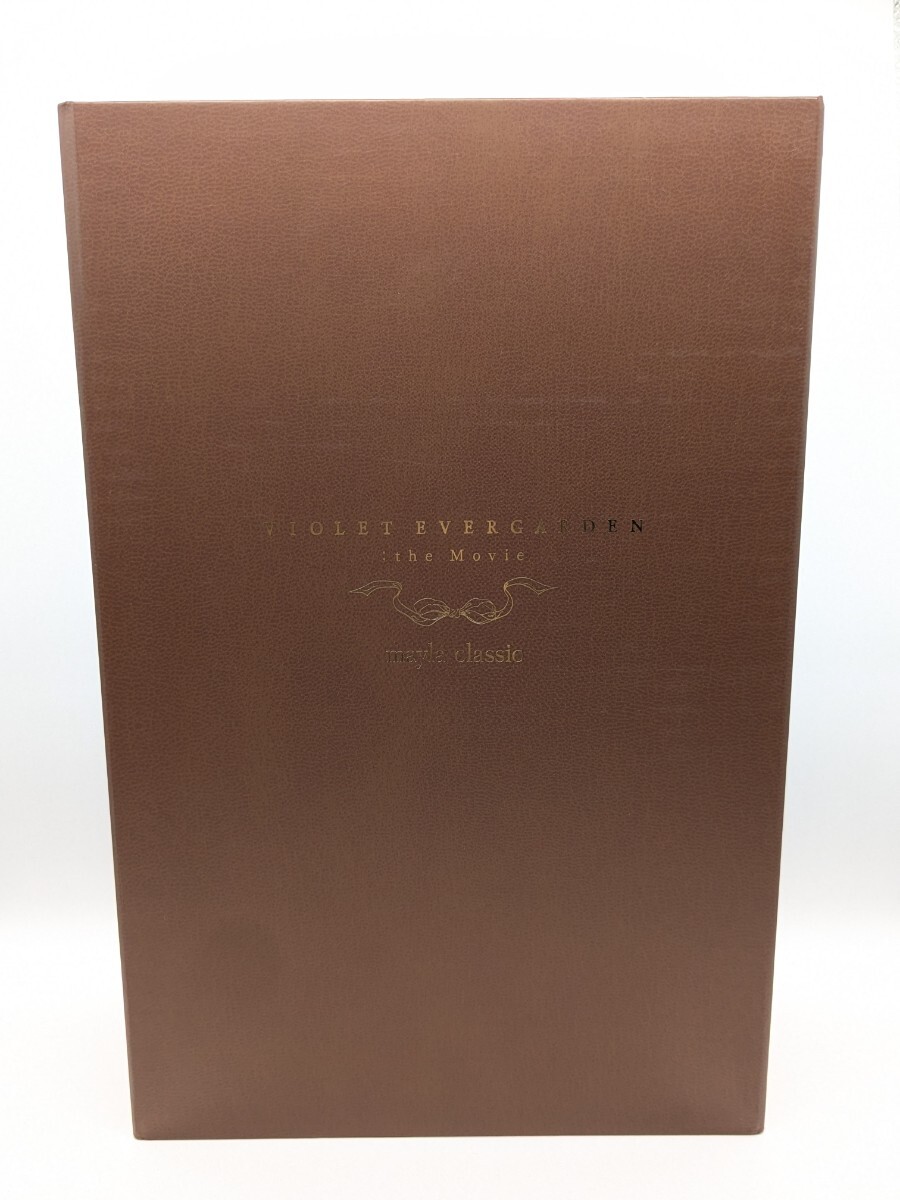 VIOLET EVERGARDEN
:the Movie
mayla classic